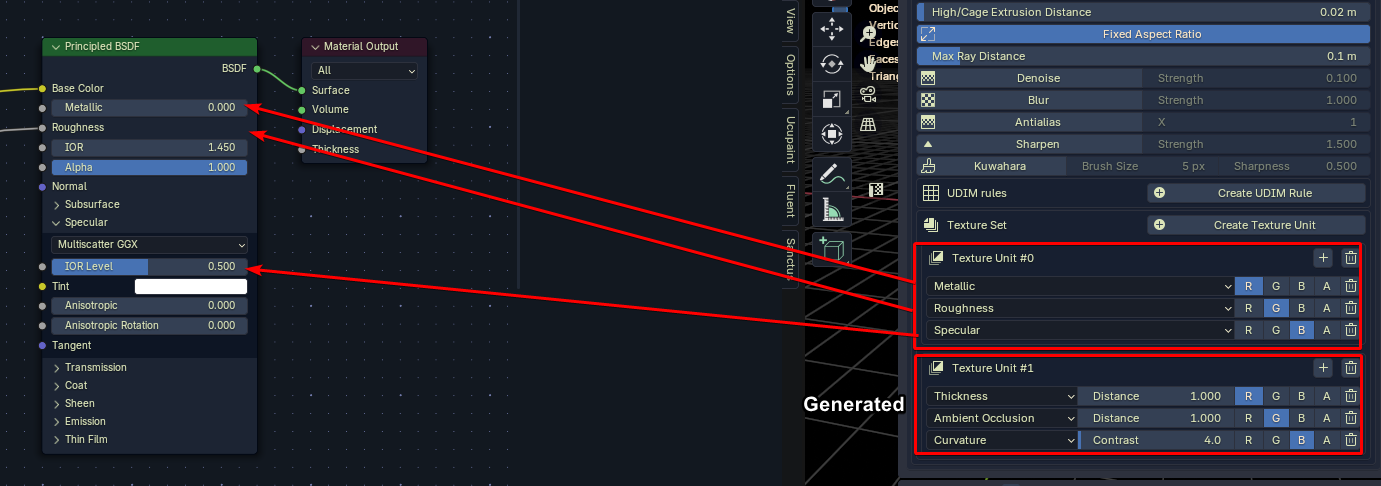 Principled BSDF
BSDF
Base Color
Metallic 0.000
Roughness
IOR 1.450
Alpha 1.000
Normal
Subsurface
Specular
Multiscatter GGX
IOR Level 0.500
Tint
Anisotropic 0.000
Anisotropic Rotation 0.000
Tangent
Transmission
Coat
Sheen
Emission
Thin Film
Material Output
All
Surface
Volume
Displacement
Thickness
View
Options
Ucupaint
Fluent
Sanctus
Objec
Vertic
Edges
Faces
Triang
Generated
High/Cage Extrusion Distance 0.02 m
Fixed Aspect Ratio
Max Ray Distance 0.1 m
Denoise Strength 0.100
Blur Strength 1.000
Antialias X 1
Sharpen Strength 1.500
Kuwahara Brush Size 5 px Sharpness 0.500
UDIM rules Create UDIM Rule
Texture Set Create Texture Unit
Texture Unit #0
Metallic R G B A
Roughness R G B A
Specular R G B A
Texture Unit #1
Thickness Distance 1.000 R G B A
Ambient Occlusion Distance 1.000 R G B A
Curvature Contrast 4.0 R G B A